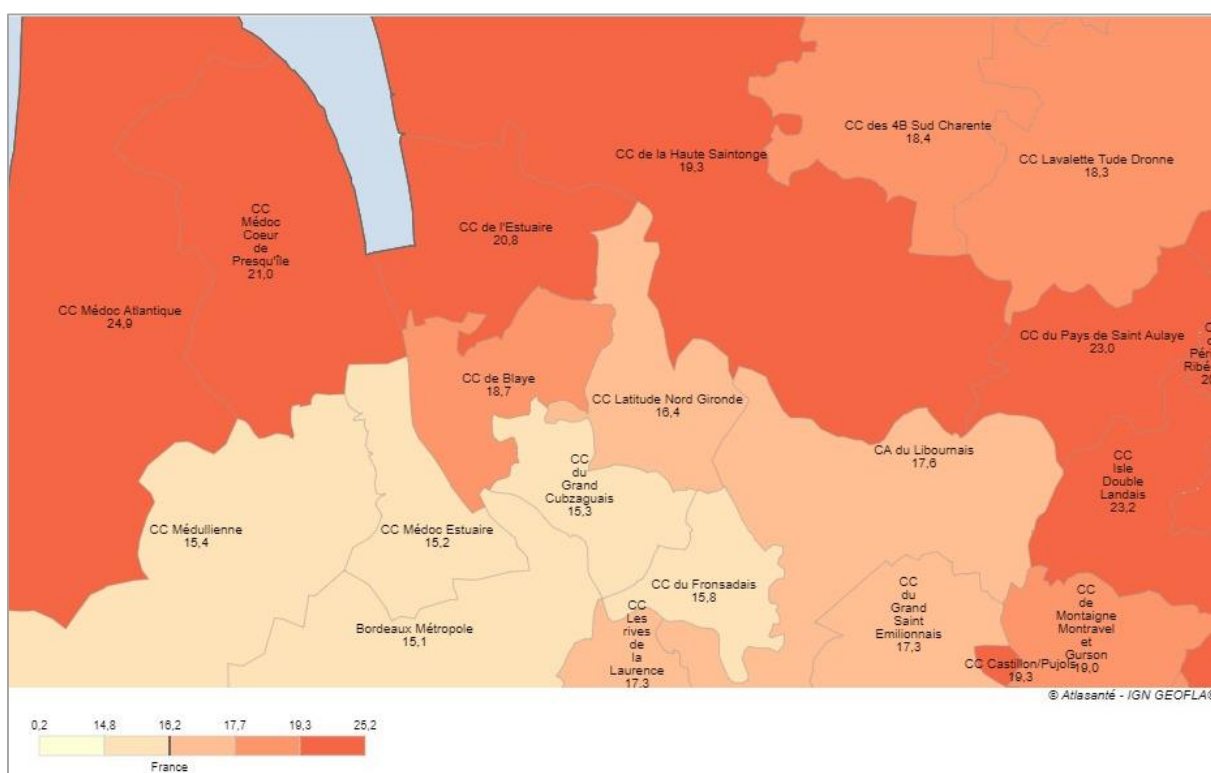 CC des 4B Sud Charente
18,4
CC de la Haute Saintonge
19,3
CC Lavalette Tude Dronne
18,3
CC
Médoc
Coeur
de
Presqu'île
21,0
CC de l'Estuaire
20,8
CC Médoc Atlantique
24,9
CC du Pays de Saint Aulaye
23,0
CC de Blaye
18,7
CC Latitude Nord Gironde
16,4
CA du Libournais
17,6
CC
du
Grand
Cubzaguais
15,3
CC
Isle
Double
Landais
23,2
CC Médullienne
15,4
CC Médoc Estuaire
15,2
CC du Fronsadais
15,8
CC
du
Grand
Saint
Emilionnais
17,3
CC
de
Montaigne
Montravel
et
Gurson
19,0
CC
Les
rives
de
la
Laurence
17,3
Bordeaux Métropole
15,1
CC Castillon/Pujols
19,3
© Atlasanté - IGN GEOFLA
0,2 14,8 16,2 17,7 19,3 25,2
France